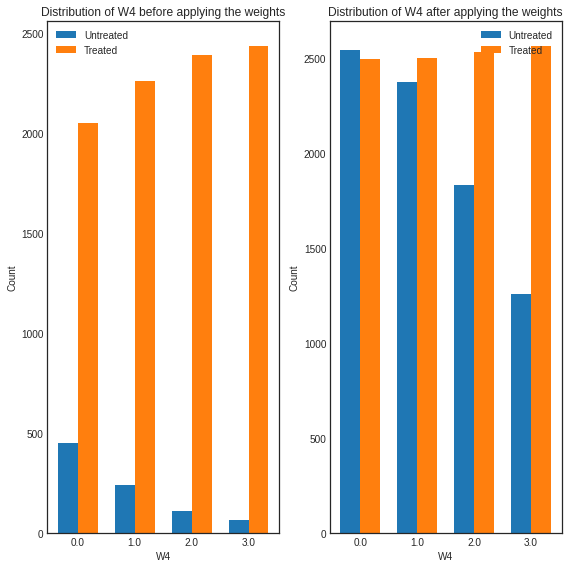 Distribution of W4 before applying the weights
Untreated
Treated
2500
2000
1500
1000
500
0
Count
0.0 1.0 2.0 3.0
W4
Distribution of W4 after applying the weights
Untreated
Treated
2500
2000
1500
1000
500
0
Count
0.0 1.0 2.0 3.0
W4